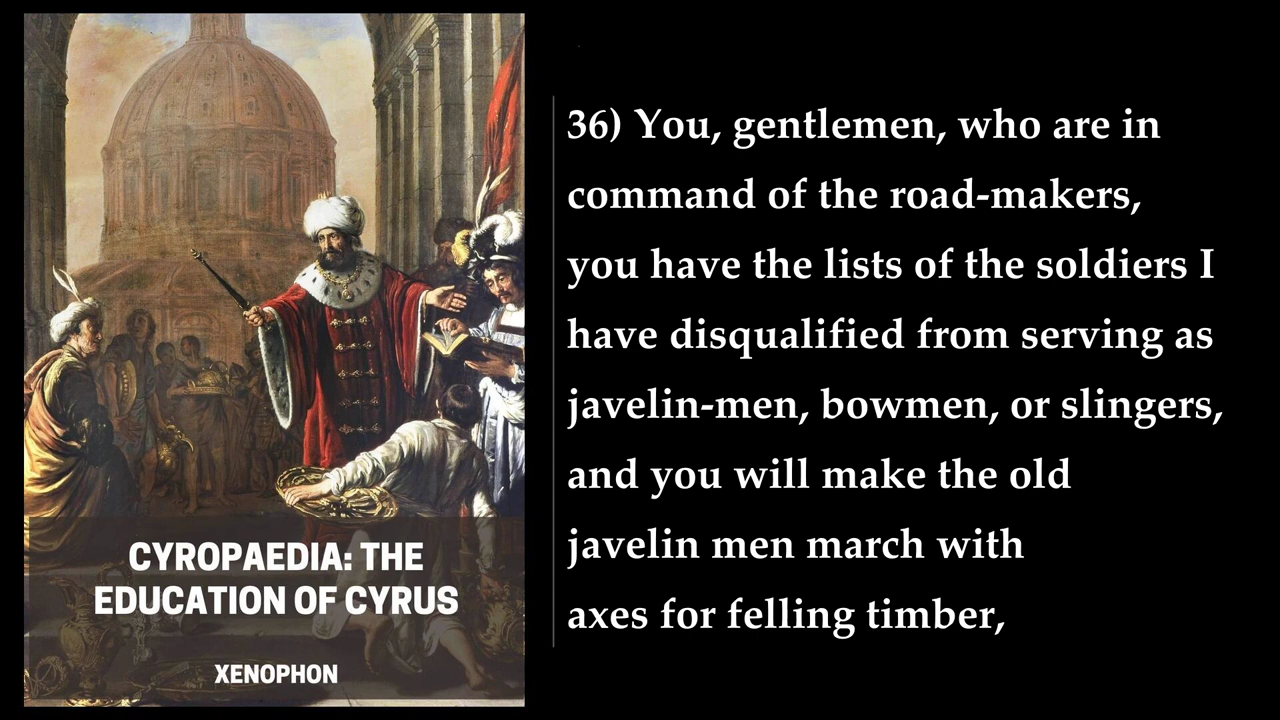 CYROPAEDIA: THE
EDUCATION OF CYRUS
XENOPHON
36) You, gentlemen, who are in
command of the road-makers,
you have the lists of the soldiers I
have disqualified from serving as
javelin-men, bowmen, or slingers,
and you will make the old
javelin men march with
axes for felling timber,